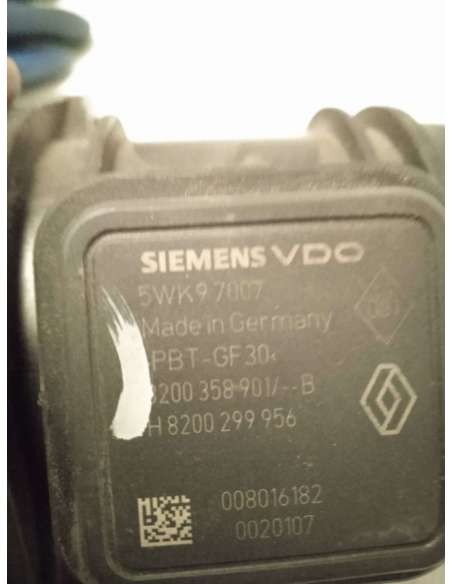 SIEMENS VDO
5WK9 7007
Made in Germany
>PBT-GF30<
8200 358 901/--B
H 8200 299 956
008016182
0020107